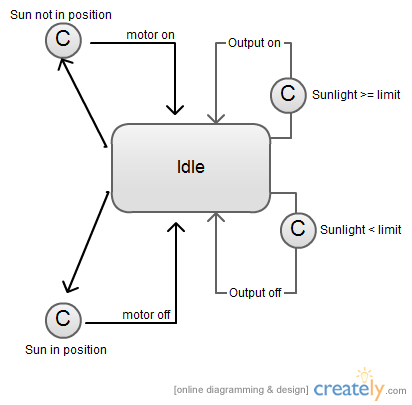 Sun not in position
C
motor on
Output on
C
Sunlight >= limit
Idle
C
Sunlight < limit
Output off
C
motor off
Sun in position
[online diagramming & design] creately.com